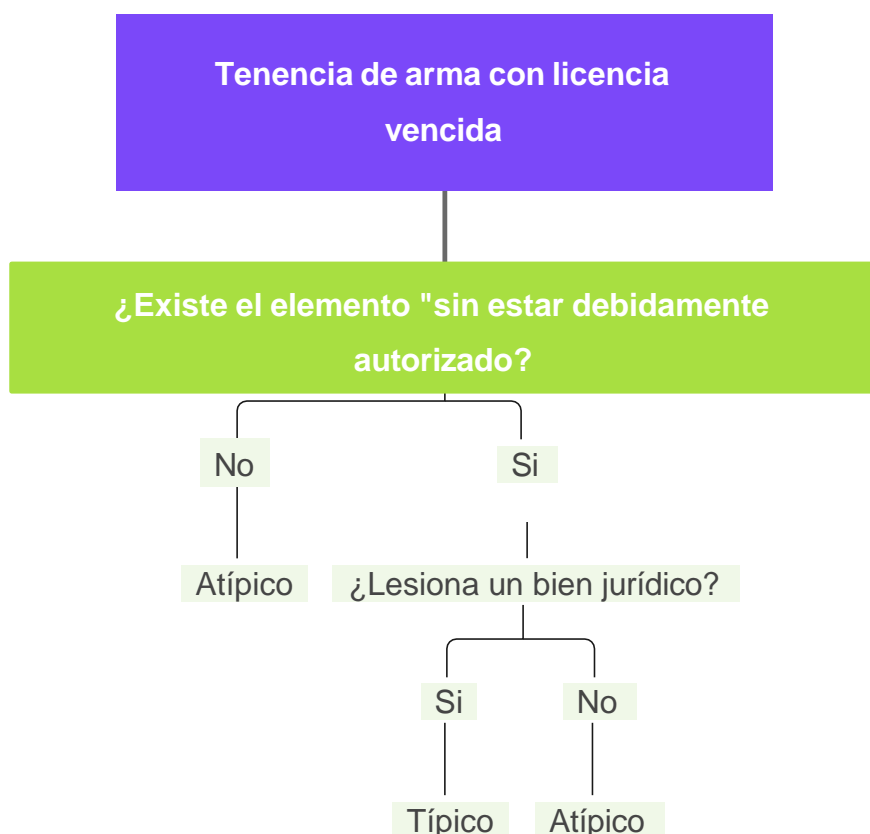 Tenencia de arma con licencia
vencida
¿Existe el elemento "sin estar debidamente
autorizado?
No
Si
Atípico
¿Lesiona un bien jurídico?
Si
No
Típico
Atípico